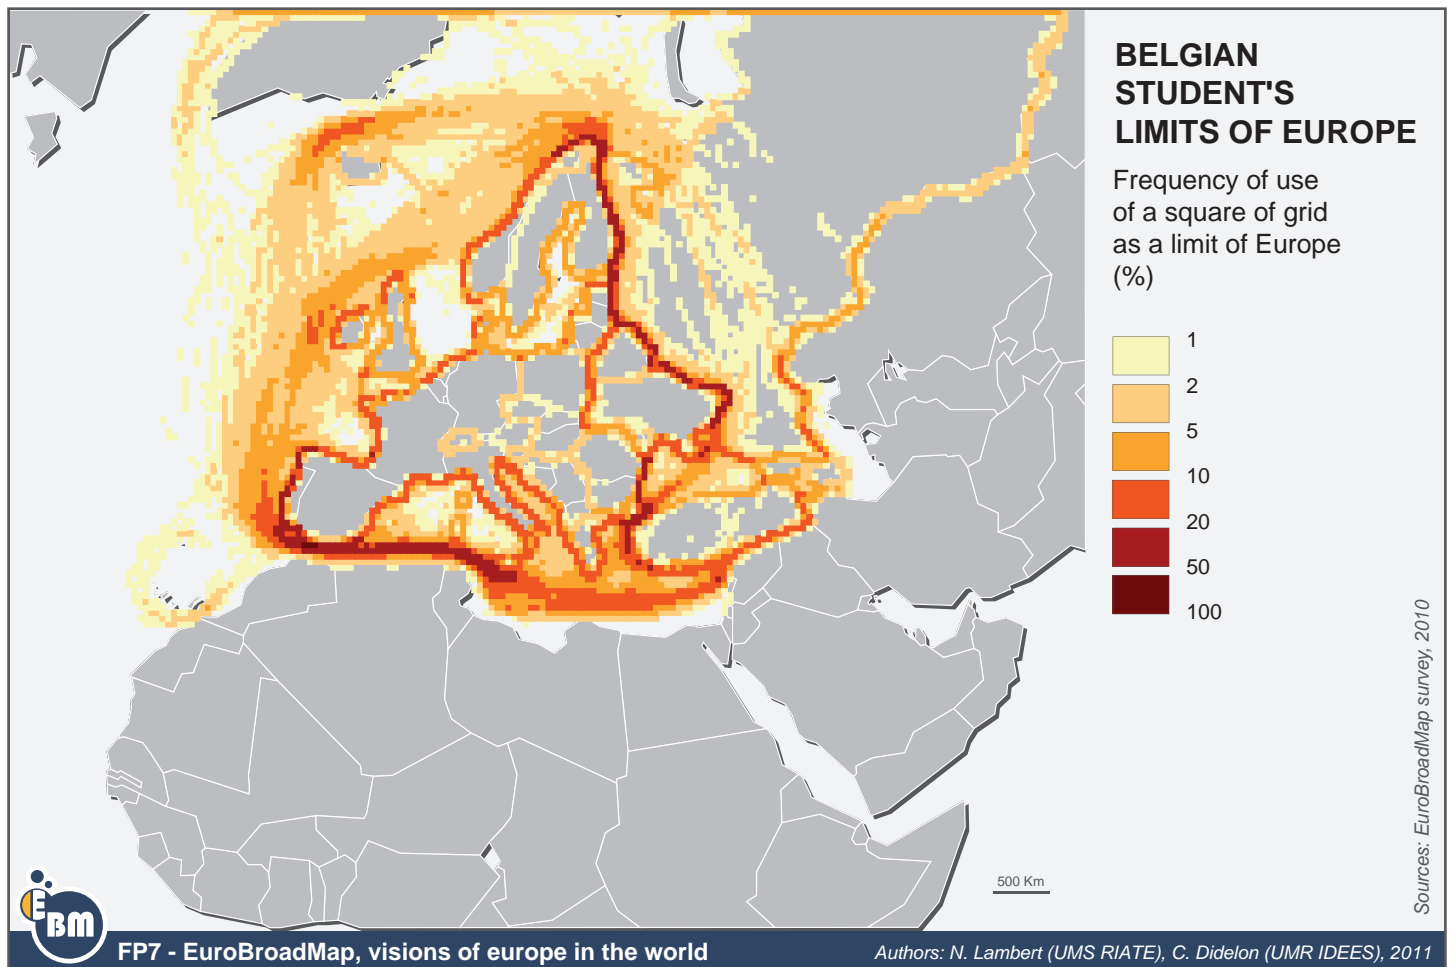 BELGIAN
STUDENT'S
LIMITS OF EUROPE
Frequency of use
of a square of grid
as a limit of Europe
(%)
1
2
5
10
20
50
100
500 Km
Sources: EuroBroadMap survey, 2010
EBM
FP7 - EuroBroadMap, visions of europe in the world
Authors: N. Lambert (UMS RIATE), C. Didelon (UMR IDEES), 2011